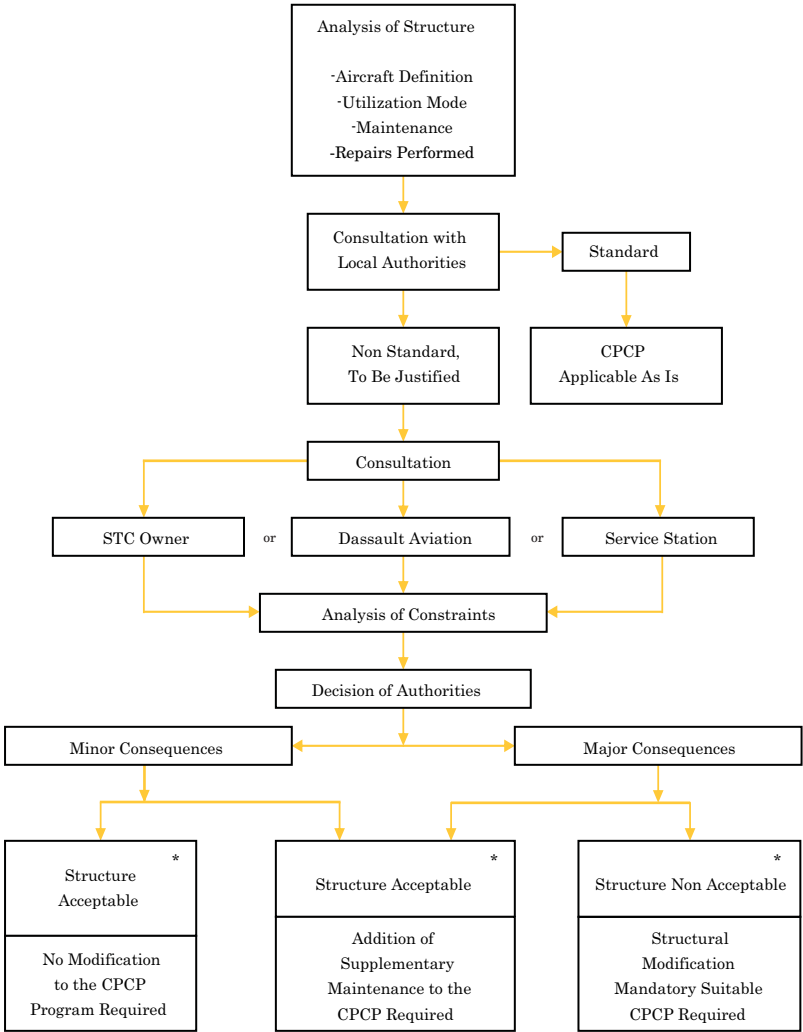 Analysis of Structure
-Aircraft Definition
-Utilization Mode
-Maintenance
-Repairs Performed
Consultation with
Local Authorities
Standard
Non Standard,
To Be Justified
CPCP
Applicable As Is
Consultation
STC Owner
or
Dassault Aviation
or
Service Station
Analysis of Constraints
Decision of Authorities
Minor Consequences
Major Consequences
*
Structure
Acceptable
No Modification
to the CPCP
Program Required
*
Structure Acceptable
Addition of
Supplementary
Maintenance to the
CPCP Required
*
Structure Non Acceptable
Structural
Modification
Mandatory Suitable
CPCP Required